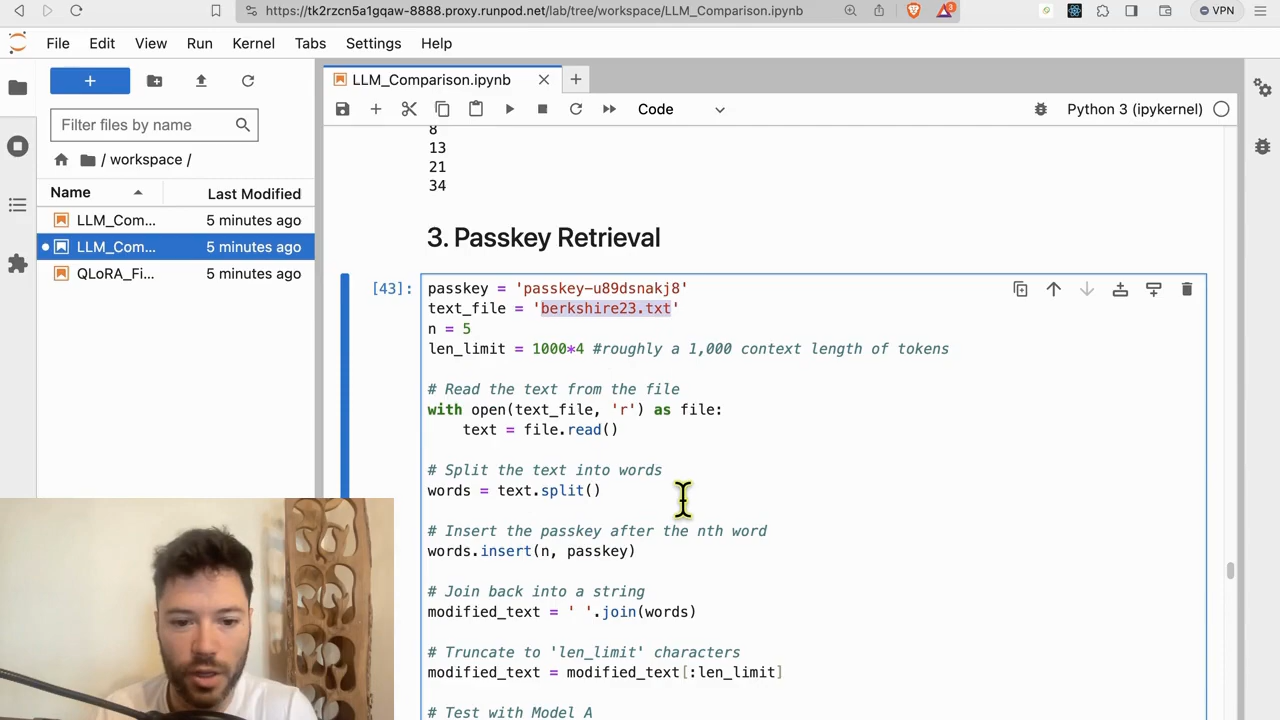 https://tk2rzcn5a1gqaw-8888.proxy.runpod.net/lab/tree/workspace/LLM_Comparison.ipynb
3
VPN
File Edit View Run Kernel Tabs Settings Help
LLM_Comparison.ipynb
Filter files by name
Code
Python 3 (ipykernel)
/ workspace /
Name Last Modified
LLM_Com... 5 minutes ago
LLM_Com... 5 minutes ago
QLoRA_Fi... 5 minutes ago
8
13
21
34
3. Passkey Retrieval
[43]:
passkey = 'passkey-u89dsnakj8'
text_file = 'berkshire23.txt'
n = 5
len_limit = 1000*4 #roughly a 1,000 context length of tokens
# Read the text from the file
with open(text_file, 'r') as file:
text = file.read()
# Split the text into words
words = text.split()
# Insert the passkey after the nth word
words.insert(n, passkey)
# Join back into a string
modified_text = ' '.join(words)
# Truncate to 'len_limit' characters
modified_text = modified_text[:len_limit]
# Test with Model A